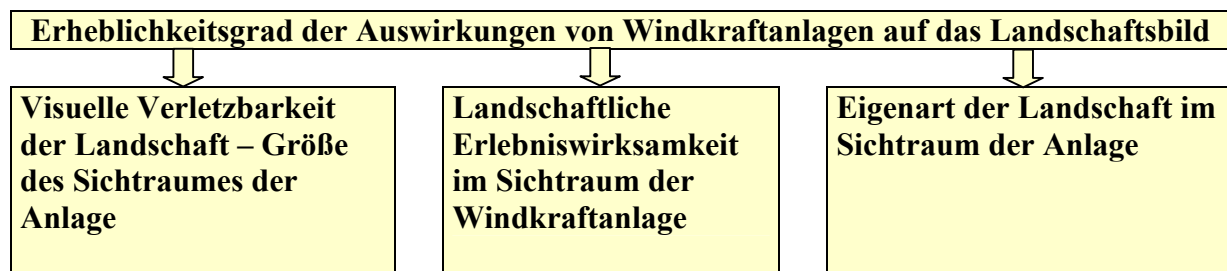 Erheblichkeitsgrad der Auswirkungen von Windkraftanlagen auf das Landschaftsbild
Visuelle Verletzbarkeit
der Landschaft – Größe
des Sichtraumes der
Anlage
Landschaftliche
Erlebniswirksamkeit
im Sichtraum der
Windkraftanlage
Eigenart der Landschaft im
Sichtraum der Anlage